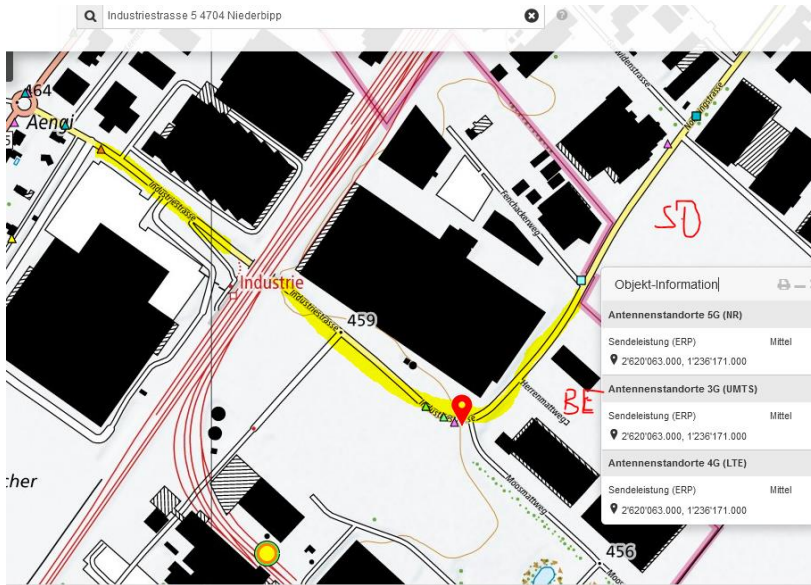 Industriestrasse 5 4704 Niederbipp
464
Aengi
Industriestrasse
Industrie
Industriestrasse
459
Fenchackerweg
SO
Objekt-Information
Antennenstandorte 5G (NR)
Sendeleistung (ERP) Mittel
2'620'063.000, 1'236'171.000
Antennenstandorte 3G (UMTS)
Sendeleistung (ERP) Mittel
2'620'063.000, 1'236'171.000
Antennenstandorte 4G (LTE)
Sendeleistung (ERP) Mittel
2'620'063.000, 1'236'171.000
BE
Herrenmattweg
Moosmattweg
cher
456